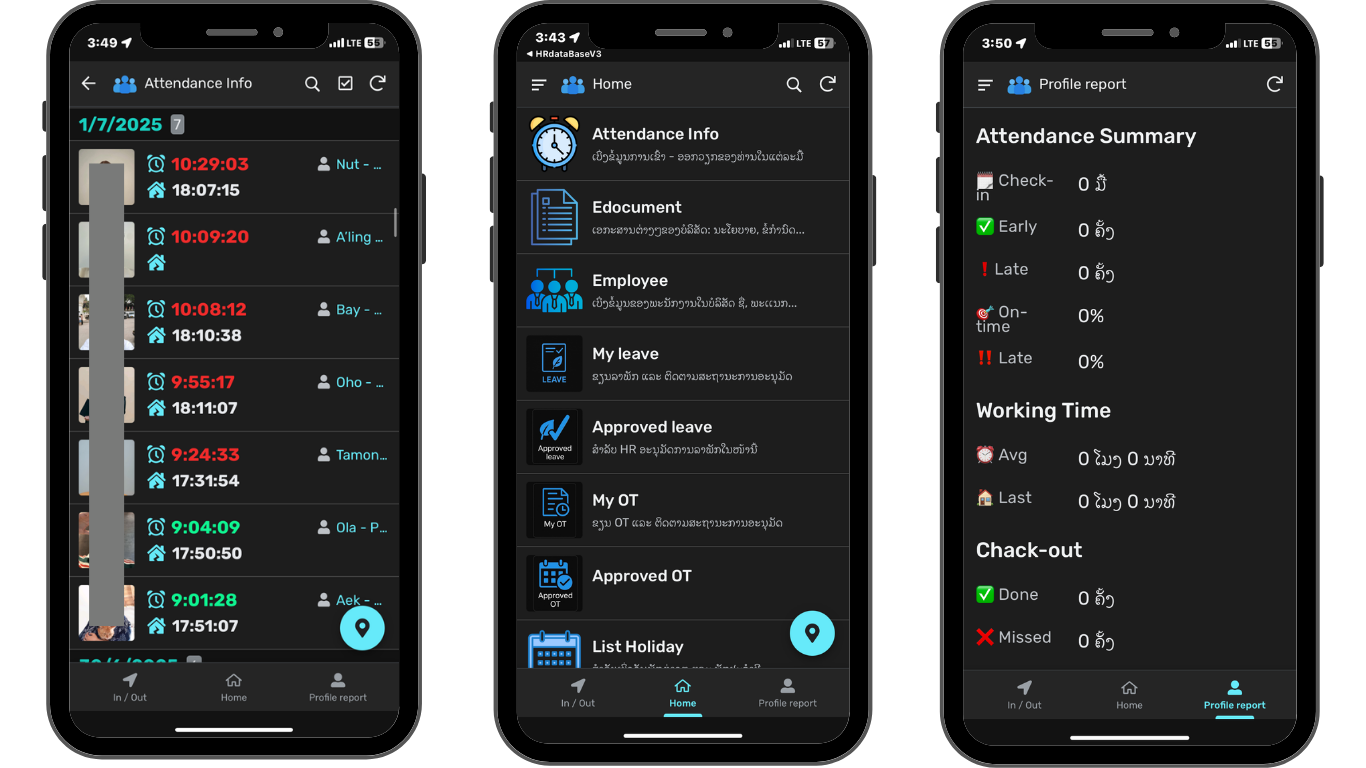 3:49
LTE 55
Attendance Info
1/7/2025 7
10:29:03 Nut - ...
18:07:15
10:09:20 A'ling ...
10:08:12 Bay - ...
18:10:38
9:55:17 Oho - ...
18:11:07
9:24:33 Tamon...
17:31:54
9:04:09 Ola - P...
17:50:50
9:01:28 Aek - ...
17:51:07
In / Out
Home
Profile report
3:43
LTE 57
HRdataBaseV3
Home
Attendance Info
ເບີ່ງຂໍ້ມູນການເຂົ້າ - ອອກວຽກຂອງທ່ານໃນແຕ່ລະມື້
Edocument
ເອກະສານຕ່າງໆຂອງບໍລິສັດ: ນະໂຍບາຍ, ຂໍ້ກຳນົດ...
Employee
ເບີ່ງຂໍ້ມູນຂອງພະນັກງານໃນບໍລິສັດ ຊື່, ພະແນກ...
LEAVE
My leave
ຂຽນລາພັກ ແລະ ຕິດຕາມສະຖານະການອະນຸມັດ
Approved
leave
Approved leave
ສຳລັບ HR ອະນຸມັດການລາພັກໃນໜ້ານີ້
My OT
My OT
ຂຽນ OT ແລະ ຕິດຕາມສະຖານະການອະນຸມັດ
Approved
OT
Approved OT
List Holiday
In / Out
Home
Profile report
3:50
LTE 55
Profile report
Attendance Summary
Check-
in
0 ມື້
Early 0 ຄັ້ງ
Late 0 ຄັ້ງ
On-
time
0%
Late 0%
Working Time
Avg 0 ໂມງ 0 ນາທີ
Last 0 ໂມງ 0 ນາທີ
Chack-out
Done 0 ຄັ້ງ
Missed 0 ຄັ້ງ
In / Out
Home
Profile report